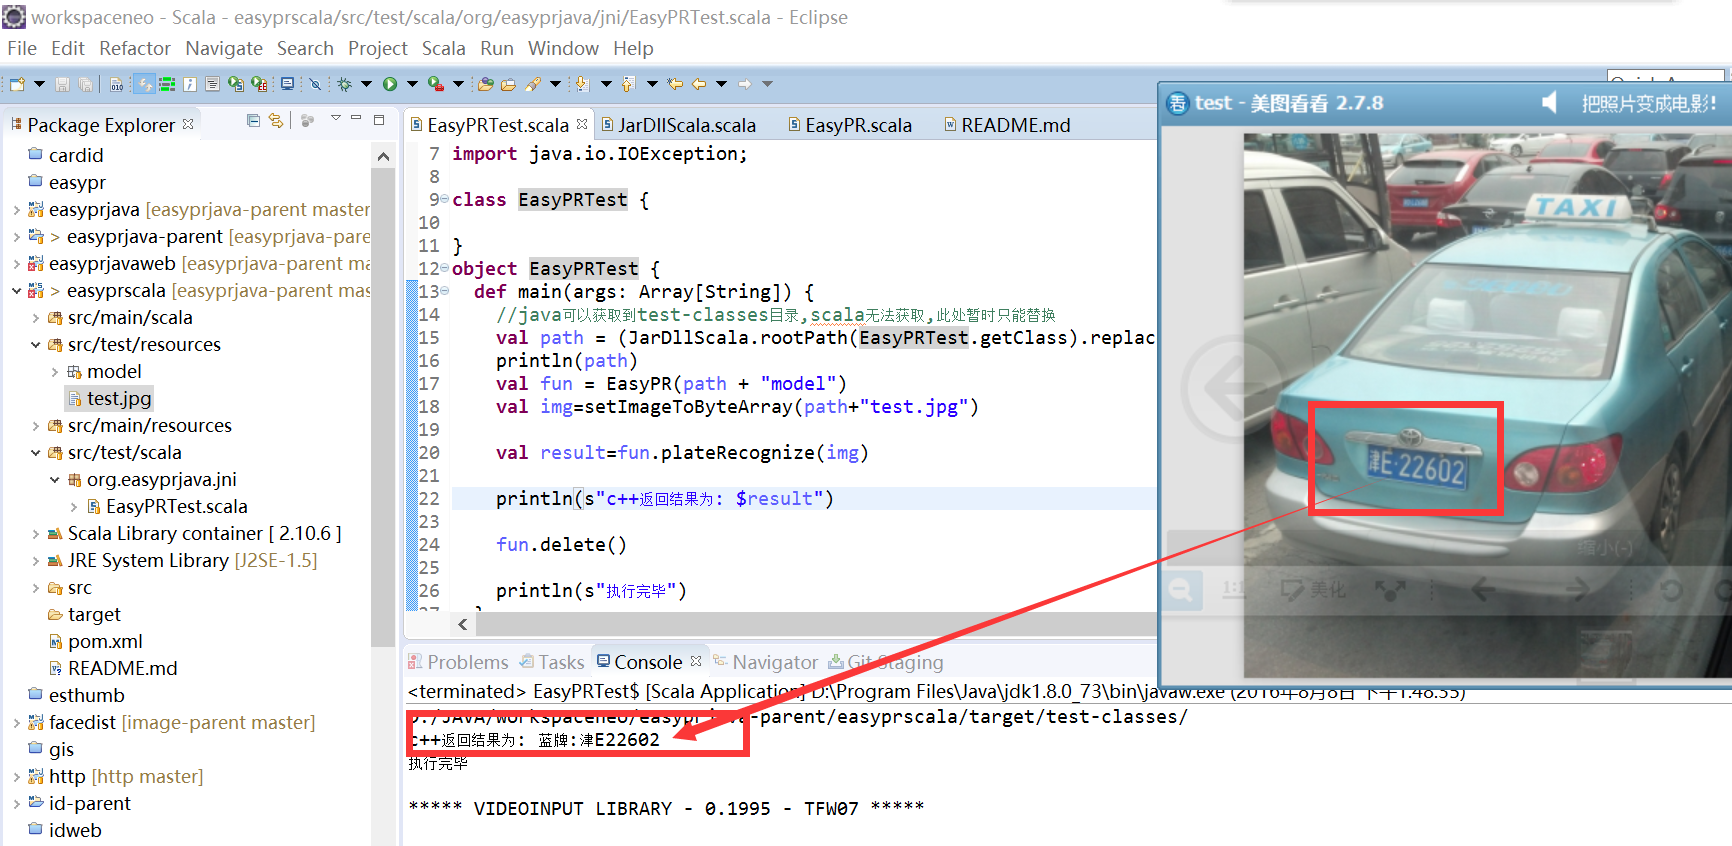 workspaceneo - Scala - easyprscala/src/test/scala/org/easyprjava/jni/EasyPRTest.scala - Eclipse
File Edit Refactor Navigate Search Project Scala Run Window Help
Package Explorer
cardid
easypr
easyprjava [easyprjava-parent master
> easyprjava-parent [easyprjava-pare
easyprjavaweb [easyprjava-parent ma
> easyprscala [easyprjava-parent mas
src/main/scala
src/test/resources
model
test.jpg
src/main/resources
src/test/scala
org.easyprjava.jni
EasyPRTest.scala
Scala Library container [ 2.10.6 ]
JRE System Library [J2SE-1.5]
src
target
pom.xml
README.md
esthumb
facedist [image-parent master]
gis
http [http master]
id-parent
idweb
EasyPRTest.scala JarDllScala.scala EasyPR.scala README.md
7 import java.io.IOException;
8
9 class EasyPRTest {
10
11 }
12 object EasyPRTest {
13 def main(args: Array[String]) {
14 //java可以获取到test-classes目录,scala无法获取,此处暂时只能替换
15 val path = (JarDllScala.rootPath(EasyPRTest.getClass).replac
16 println(path)
17 val fun = EasyPR(path + "model")
18 val img=setImageToByteArray(path+"test.jpg")
19
20 val result=fun.plateRecognize(img)
21
22 println(s"c++返回结果为: $result")
23
24 fun.delete()
25
26 println(s"执行完毕")
Problems Tasks Console Navigator Git Staging
<terminated> EasyPRTest$ [Scala Application] D:\Program Files\Java\jdk1.8.0_73\bin\javaw.exe (2016年8月8日 下午1:48:55)
D:/JAVA/workspaceneo/easyprjava-parent/easyprscala/target/test-classes/
c++返回结果为: 蓝牌:津E22602
执行完毕
***** VIDEOINPUT LIBRARY - 0.1995 - TFW07 *****
看 test - 美图看看 2.7.8 把照片变成电影!
TAXI
津E·22602
缩小(-)
1:1 美化